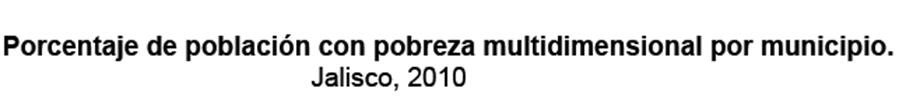 Porcentaje de población con pobreza multidimensional por municipio.
Jalisco, 2010